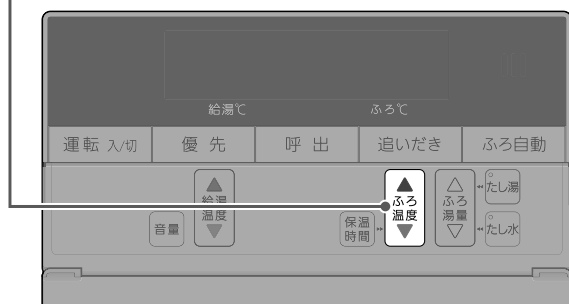 給湯℃ ふろ℃
運転 入/切 優先 呼出 追いだき ふろ自動
給湯
温度
音量
保温
時間
ふろ
温度
ふろ
湯量
たし湯
たし水